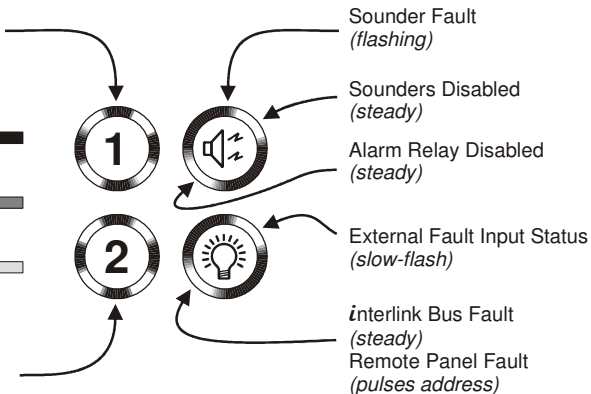 Sounder Fault
(flashing)
Sounders Disabled
(steady)
1
Alarm Relay Disabled
(steady)
2
External Fault Input Status
(slow-flash)
interlink Bus Fault
(steady)
Remote Panel Fault
(pulses address)